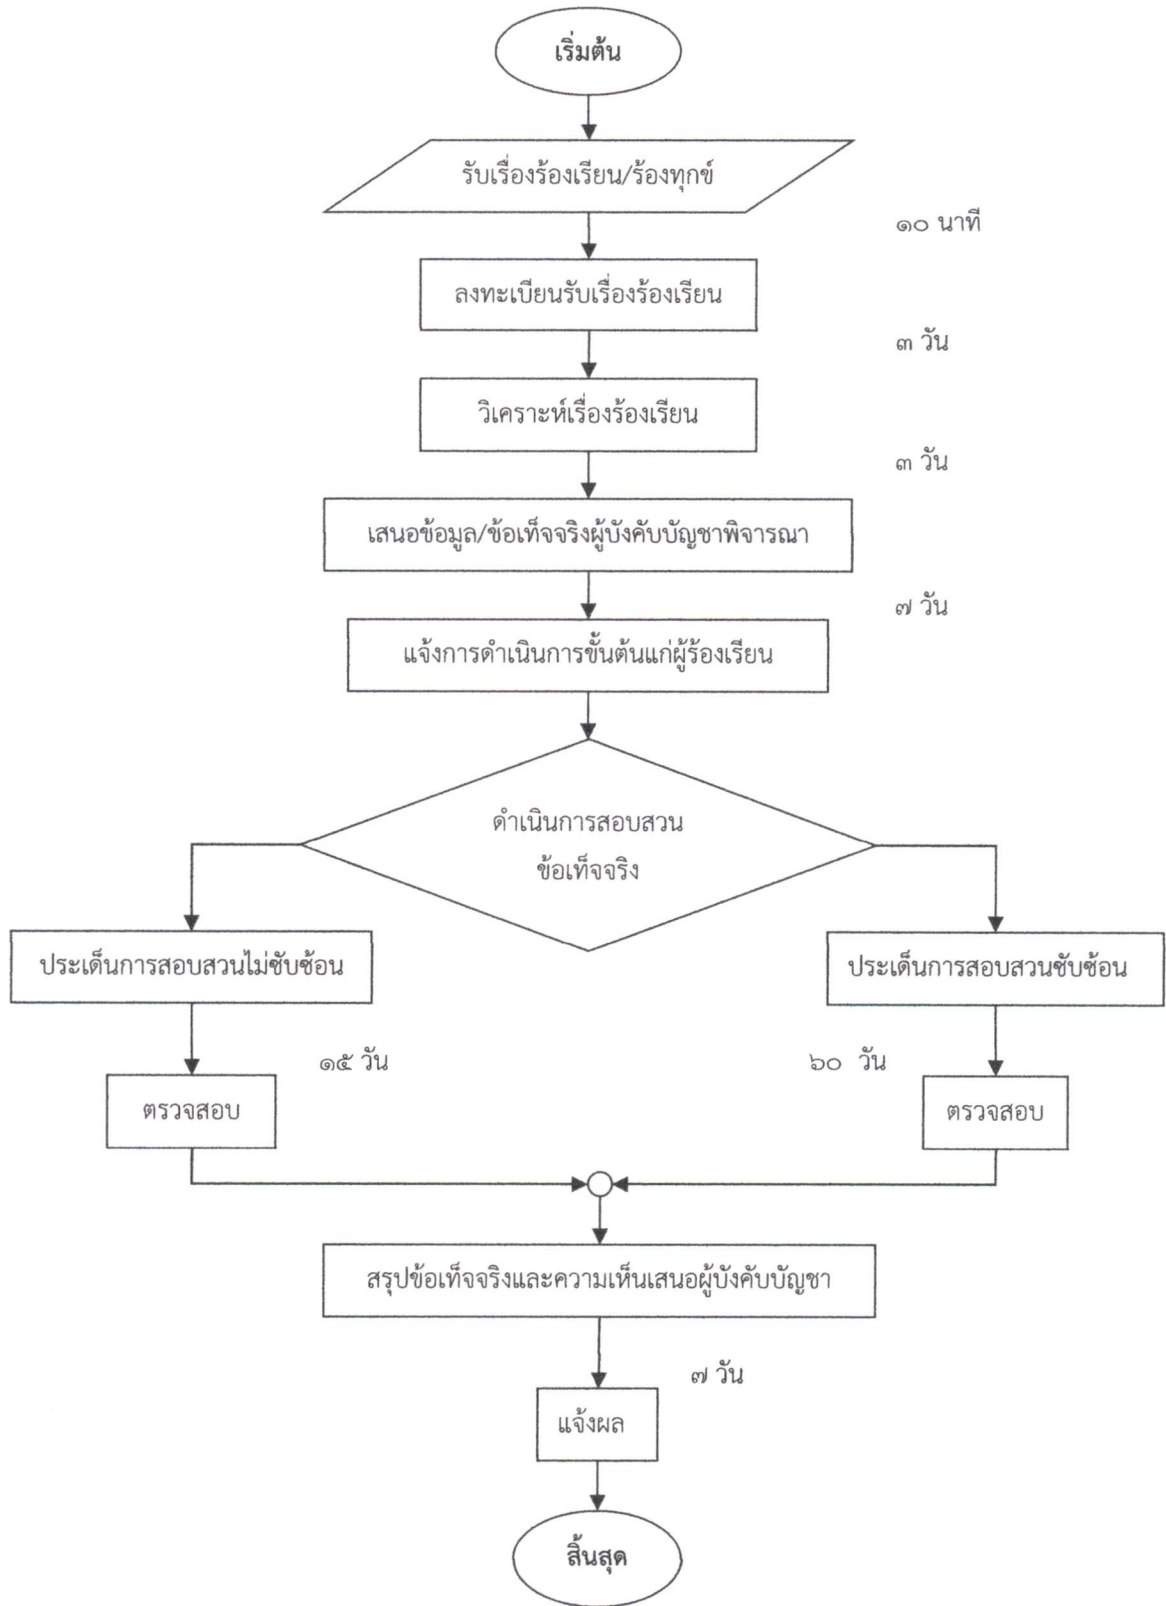 เริ่มต้น
รับเรื่องร้องเรียน/ร้องทุกข์
๑๐ นาที
ลงทะเบียนรับเรื่องร้องเรียน
๓ วัน
วิเคราะห์เรื่องร้องเรียน
๓ วัน
เสนอข้อมูล/ข้อเท็จจริงผู้บังคับบัญชาพิจารณา
๗ วัน
แจ้งการดำเนินการขั้นต้นแก่ผู้ร้องเรียน
ดำเนินการสอบสวน
ข้อเท็จจริง
ประเด็นการสอบสวนไม่ซับซ้อน
ประเด็นการสอบสวนซับซ้อน
๑๕ วัน
๖๐ วัน
ตรวจสอบ
ตรวจสอบ
สรุปข้อเท็จจริงและความเห็นเสนอผู้บังคับบัญชา
๗ วัน
แจ้งผล
สิ้นสุด